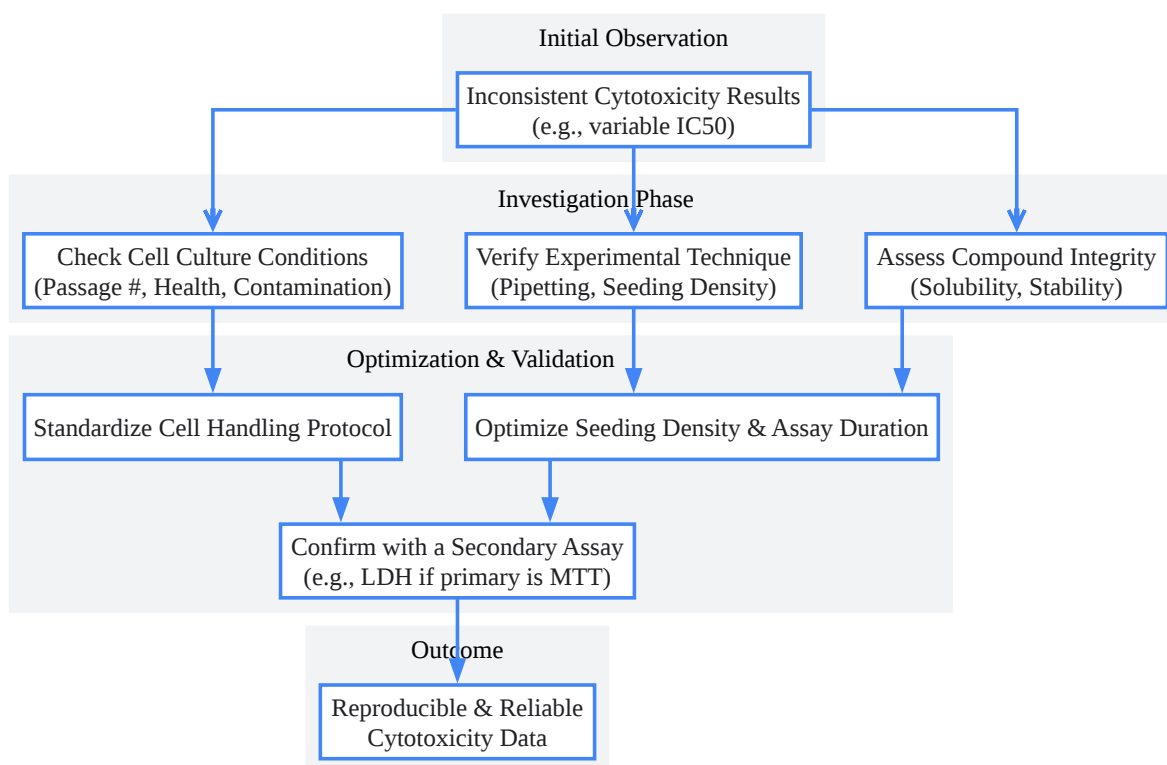 Initial Observation
Inconsistent Cytotoxicity Results
(e.g., variable IC50)
Investigation Phase
Check Cell Culture Conditions
(Passage #, Health, Contamination)
Verify Experimental Technique
(Pipetting, Seeding Density)
Assess Compound Integrity
(Solubility, Stability)
Optimization & Validation
Standardize Cell Handling Protocol
Optimize Seeding Density & Assay Duration
Confirm with a Secondary Assay
(e.g., LDH if primary is MTT)
Outcome
Reproducible & Reliable
Cytotoxicity Data